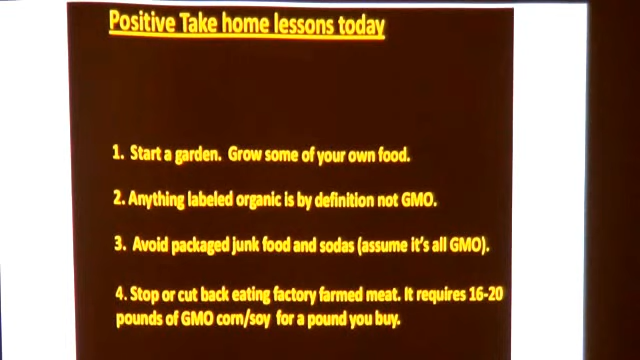 Positive Take home lessons today
1. Start a garden. Grow some of your own food.
2. Anything labeled organic is by definition not GMO.
3. Avoid packaged junk food and sodas (assume it's all GMO).
4. Stop or cut back eating factory farmed meat. It requires 16-20
pounds of GMO corn/soy for a pound you buy.